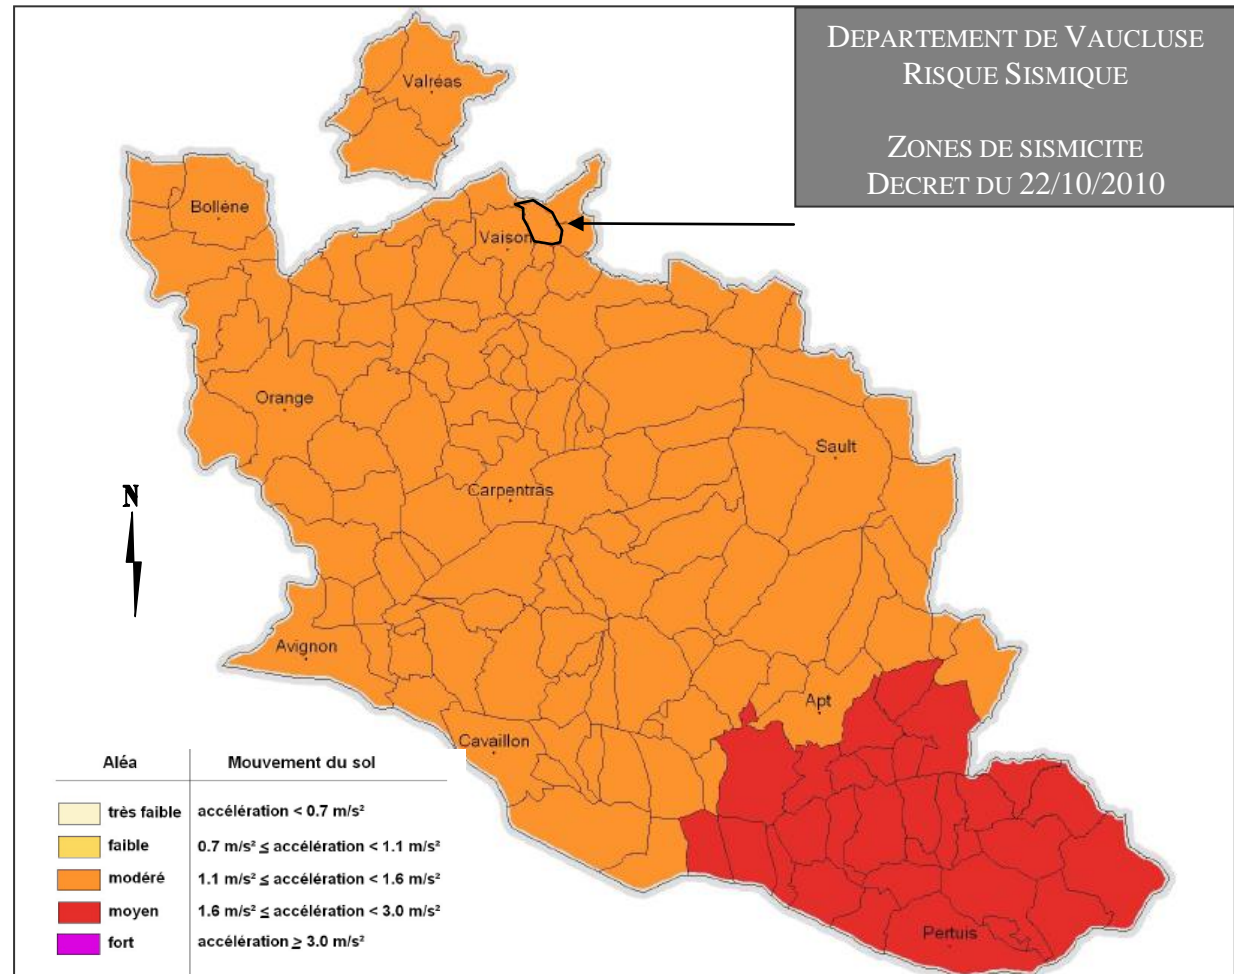 DEPARTEMENT DE VAUCLUSE
RISQUE SISMIQUE
ZONES DE SISMICITE
DECRET DU 22/10/2010
Valréas
Bollène
Vaison
Orange
Sault
Carpentras
N
Avignon
Apt
Cavaillon
Pertuis
Aléa Mouvement du sol
très faible accélération < 0.7 m/s²
faible 0.7 m/s² ≤ accélération < 1.1 m/s²
modéré 1.1 m/s² ≤ accélération < 1.6 m/s²
moyen 1.6 m/s² ≤ accélération < 3.0 m/s²
fort accélération ≥ 3.0 m/s²